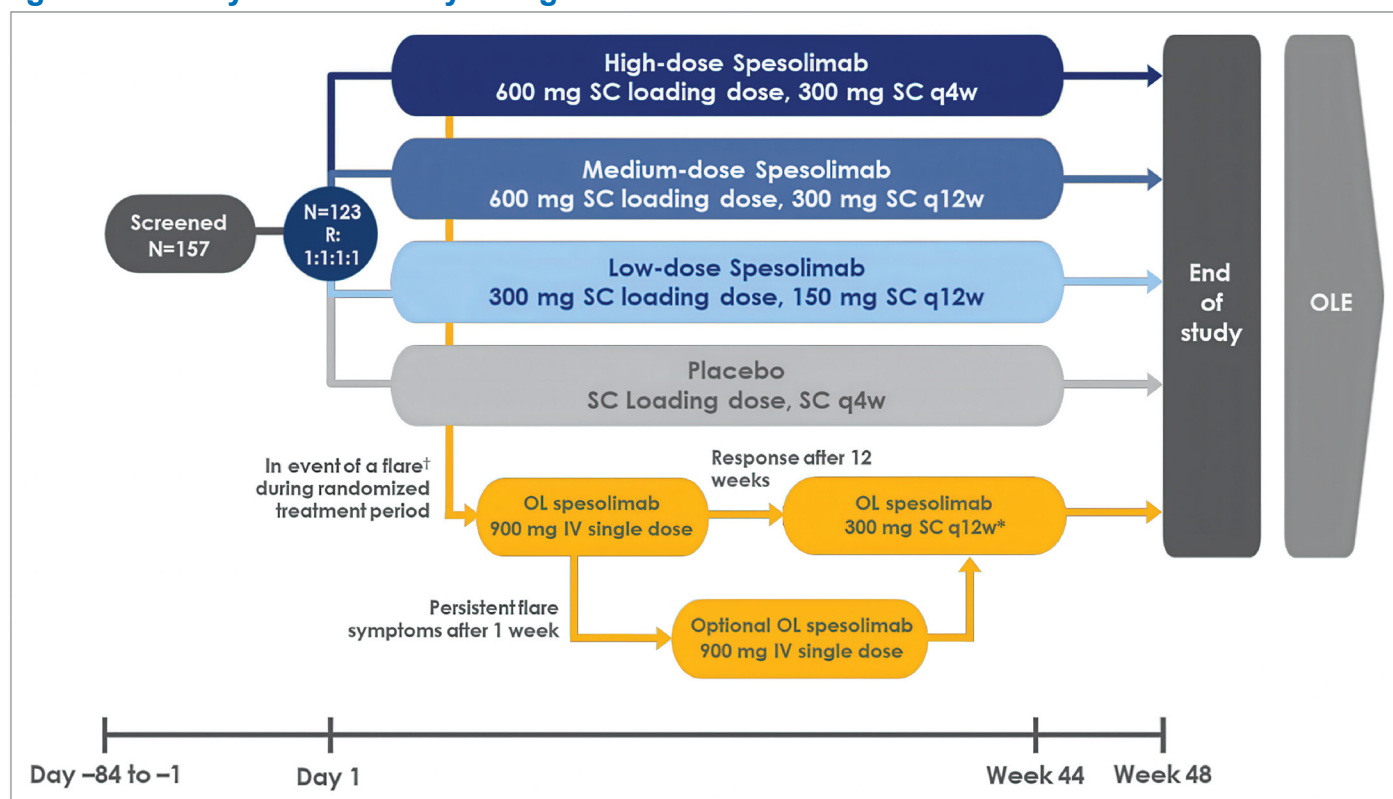 High-dose Spesolimab
600 mg SC loading dose, 300 mg SC q4w
Medium-dose Spesolimab
600 mg SC loading dose, 300 mg SC q12w
Screened
N=157
N=123
R:
1:1:1:1
Low-dose Spesolimab
300 mg SC loading dose, 150 mg SC q12w
Placebo
SC Loading dose, SC q4w
End
of
study
OLE
In event of a flare†
during randomized
treatment period
OL spesolimab
900 mg IV single dose
Response after 12
weeks
OL spesolimab
300 mg SC q12w*
Persistent flare
symptoms after 1 week
Optional OL spesolimab
900 mg IV single dose
Day –84 to –1
Day 1
Week 44
Week 48